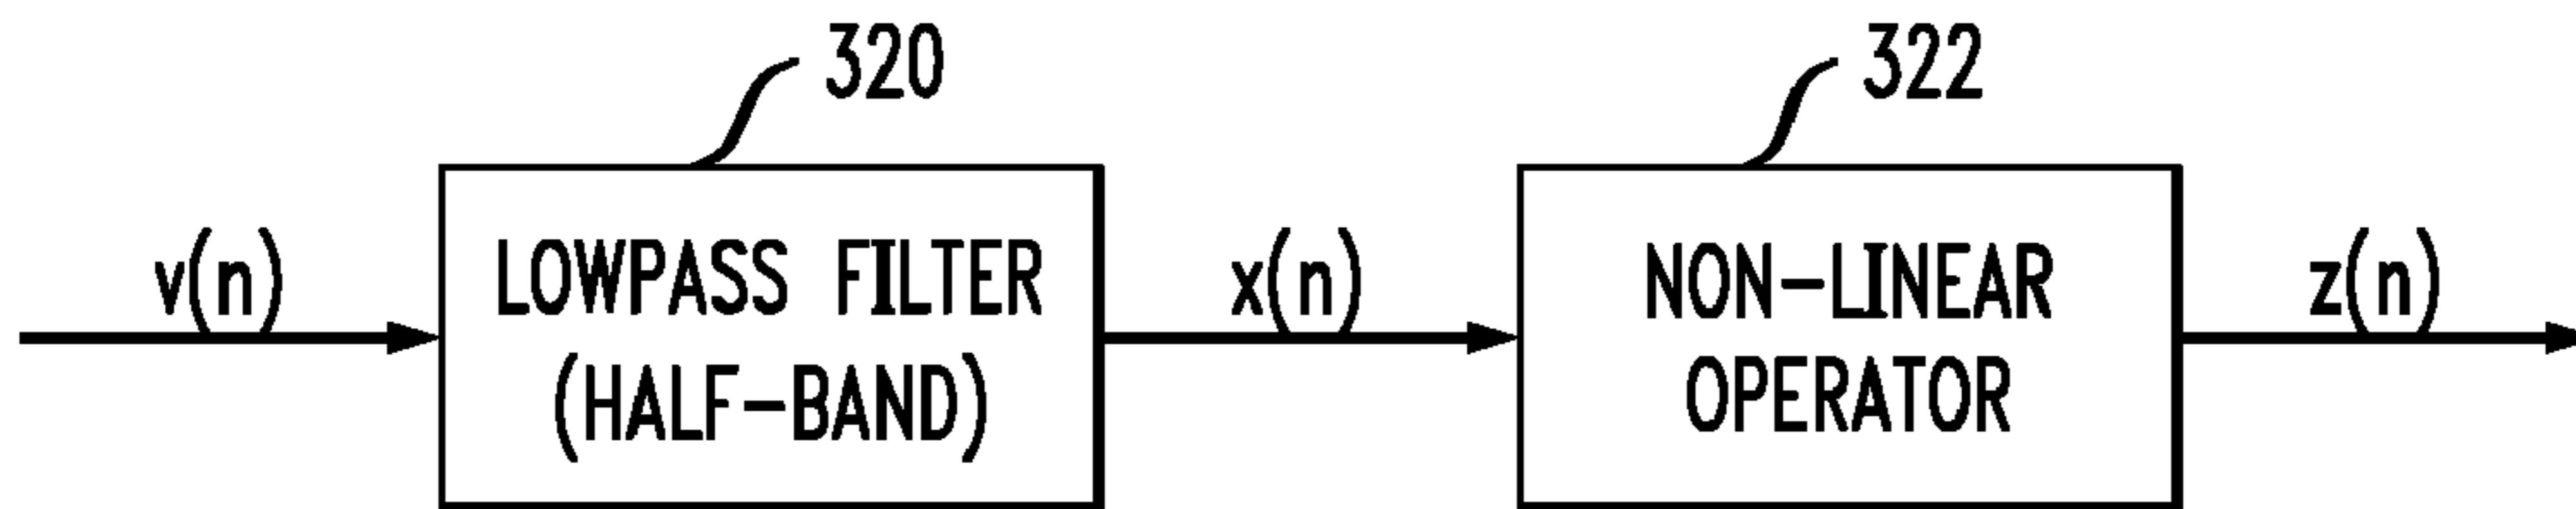 320
322
v(n)
LOWPASS FILTER
(HALF-BAND)
x(n)
NON-LINEAR
OPERATOR
z(n)